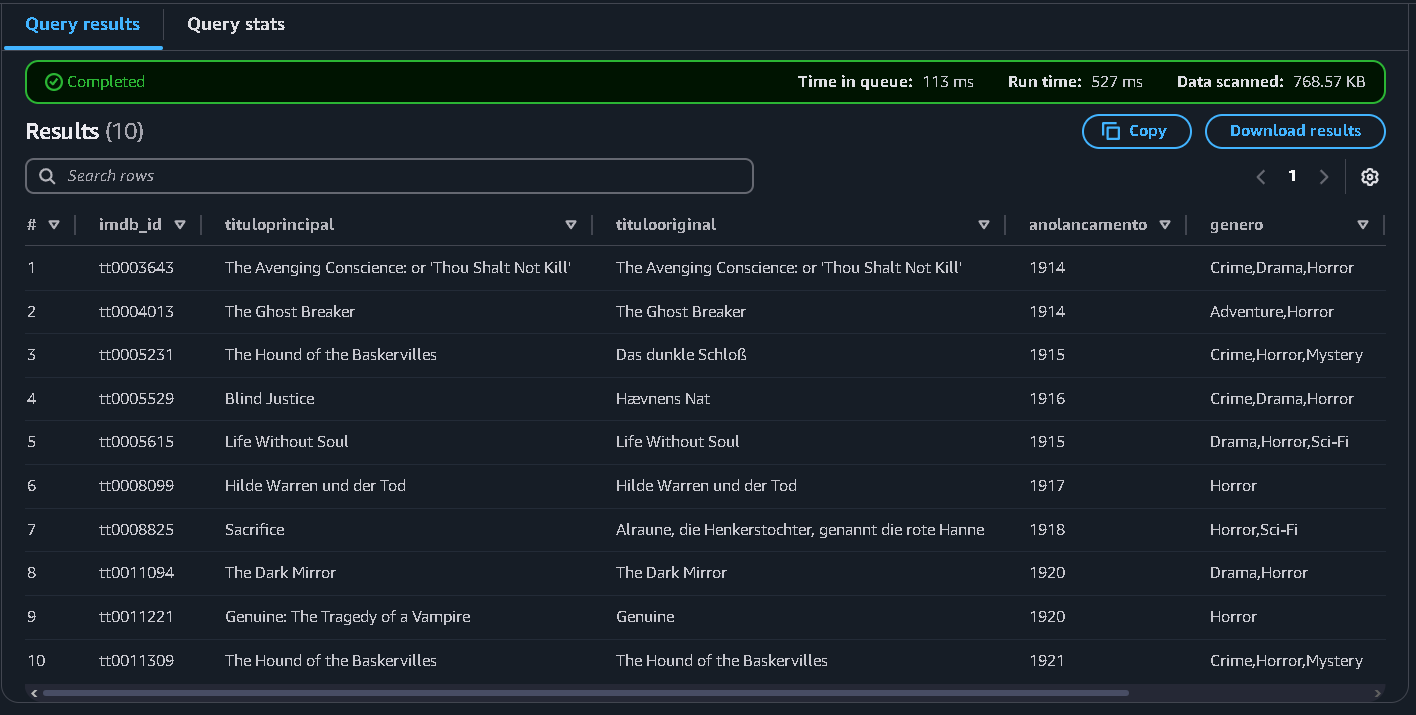 Query results Query stats
Completed Time in queue: 113 ms Run time: 527 ms Data scanned: 768.57 KB
Results (10) Copy Download results
Search rows 1
# imdb_id tituloprincipal titulooriginal anolancamento genero
1 tt0003643 The Avenging Conscience: or 'Thou Shalt Not Kill' The Avenging Conscience: or 'Thou Shalt Not Kill' 1914 Crime,Drama,Horror
2 tt0004013 The Ghost Breaker The Ghost Breaker 1914 Adventure,Horror
3 tt0005231 The Hound of the Baskervilles Das dunkle Schloß 1915 Crime,Horror,Mystery
4 tt0005529 Blind Justice Hævnens Nat 1916 Crime,Drama,Horror
5 tt0005615 Life Without Soul Life Without Soul 1915 Drama,Horror,Sci-Fi
6 tt0008099 Hilde Warren und der Tod Hilde Warren und der Tod 1917 Horror
7 tt0008825 Sacrifice Alraune, die Henkerstochter, genannt die rote Hanne 1918 Horror,Sci-Fi
8 tt0011094 The Dark Mirror The Dark Mirror 1920 Drama,Horror
9 tt0011221 Genuine: The Tragedy of a Vampire Genuine 1920 Horror
10 tt0011309 The Hound of the Baskervilles The Hound of the Baskervilles 1921 Crime,Horror,Mystery